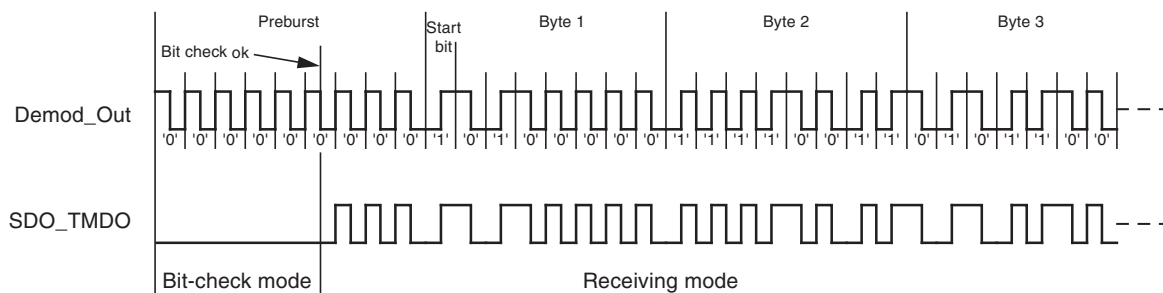 Preburst
Start
bit
Byte 1
Byte 2
Byte 3
Bit check ok
Demod_Out
'0' '0' '0' '0' '0' '0' '0' '0' '0' '1' '0' '1' '0' '0' '0' '0' '0' '1' '1' '1' '1' '0' '0' '1' '1' '0' '1' '0' '1' '1' '0' '0'
SDO_TMDO
Bit-check mode
Receiving mode